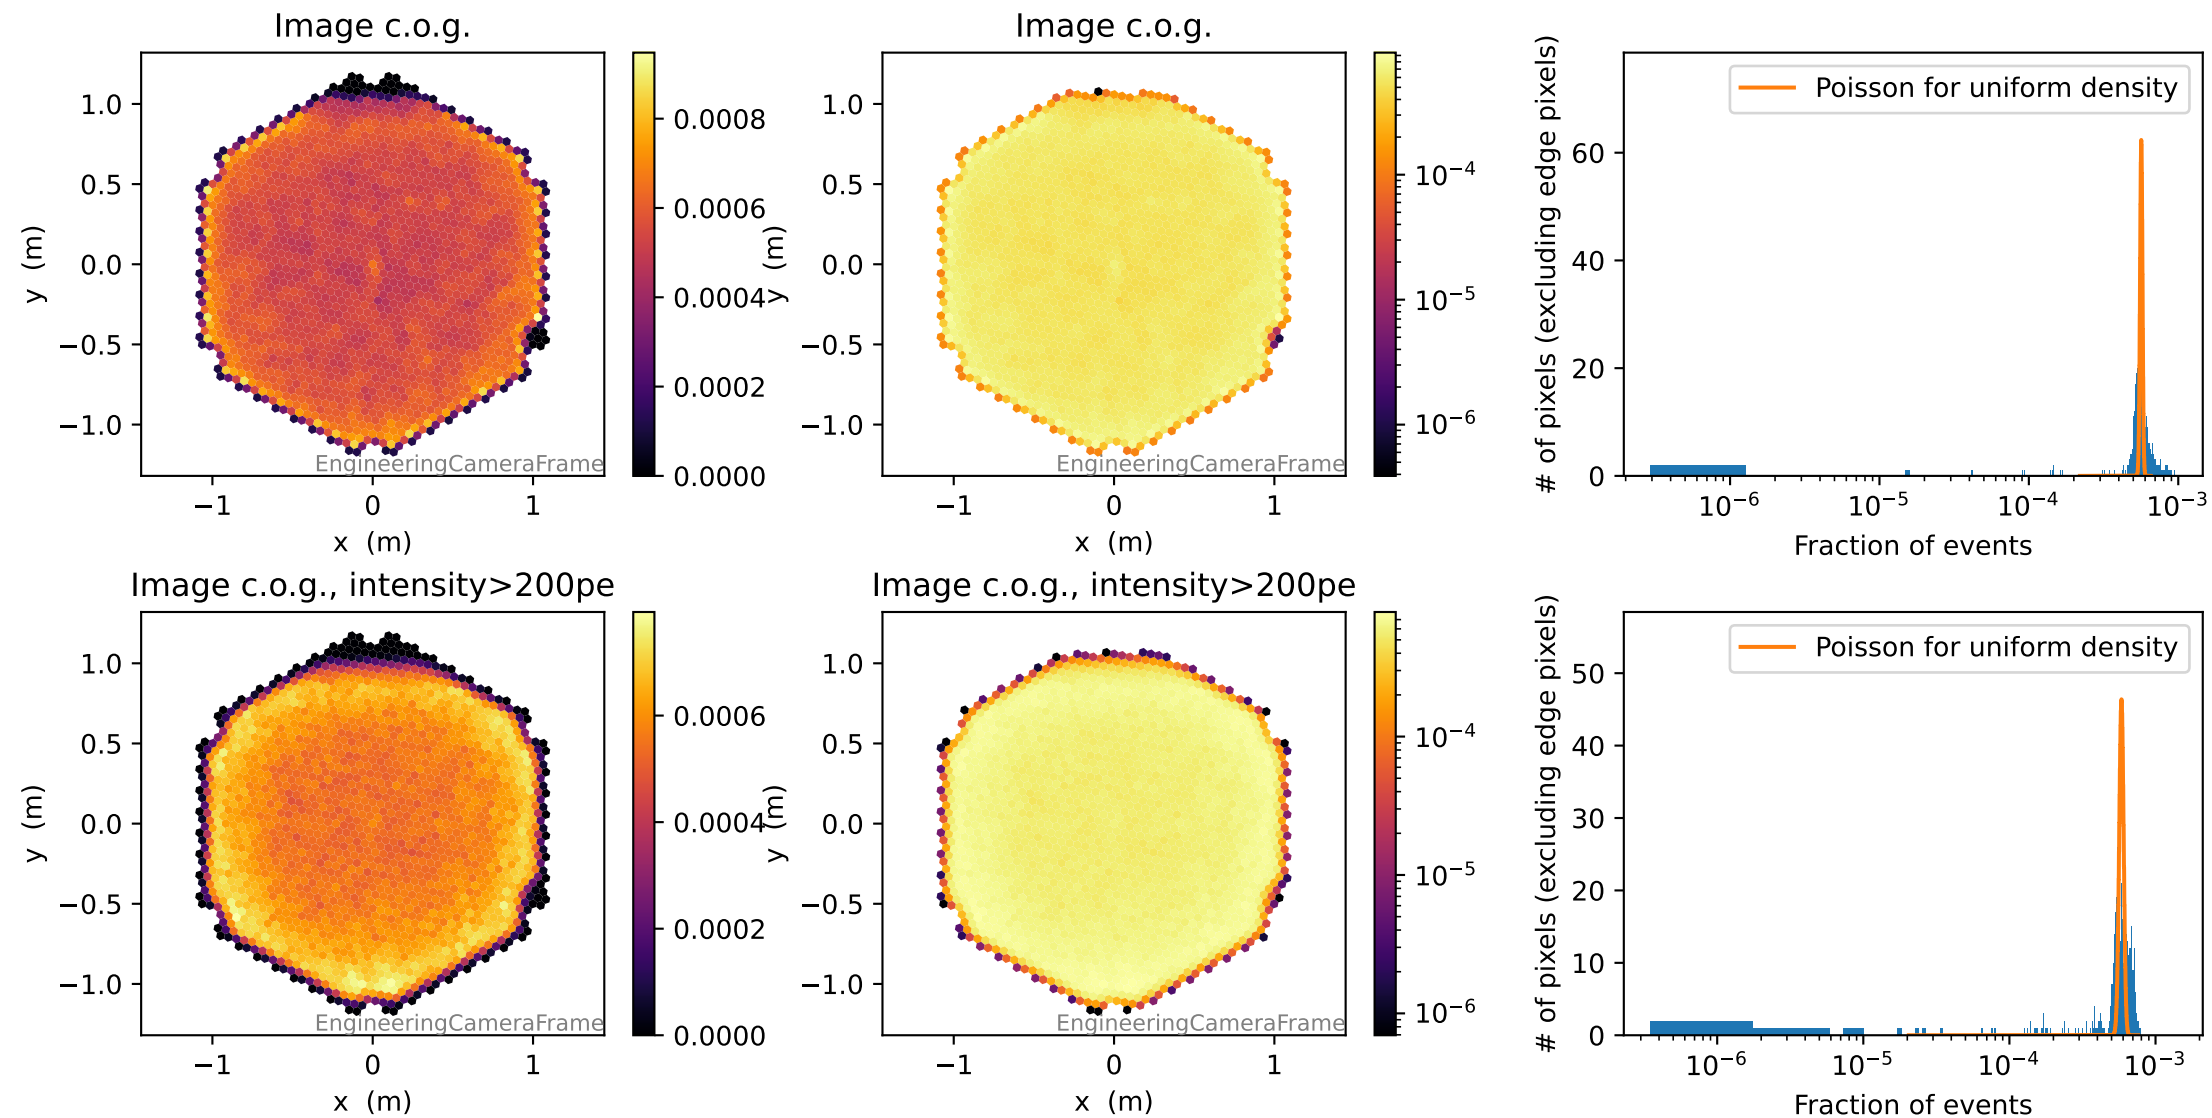 Image c.o.g.
1.0
0.5
0.0
−0.5
−1.0
y (m)
−1 0 1
x (m)
EngineeringCameraFrame
0.0008
0.0006
0.0004
0.0002
0.0000
Image c.o.g.
1.0
0.5
0.0
−0.5
−1.0
y (m)
−1 0 1
x (m)
EngineeringCameraFrame
10⁻⁴
10⁻⁵
10⁻⁶
# of pixels (excluding edge pixels)
60
40
20
0
Poisson for uniform density
10⁻⁶ 10⁻⁵ 10⁻⁴ 10⁻³
Fraction of events
Image c.o.g., intensity>200pe
1.0
0.5
0.0
−0.5
−1.0
y (m)
−1 0 1
x (m)
EngineeringCameraFrame
0.0006
0.0004
0.0002
0.0000
Image c.o.g., intensity>200pe
1.0
0.5
0.0
−0.5
−1.0
y (m)
−1 0 1
x (m)
EngineeringCameraFrame
10⁻⁴
10⁻⁵
10⁻⁶
# of pixels (excluding edge pixels)
50
40
30
20
10
0
Poisson for uniform density
10⁻⁶ 10⁻⁵ 10⁻⁴ 10⁻³
Fraction of events